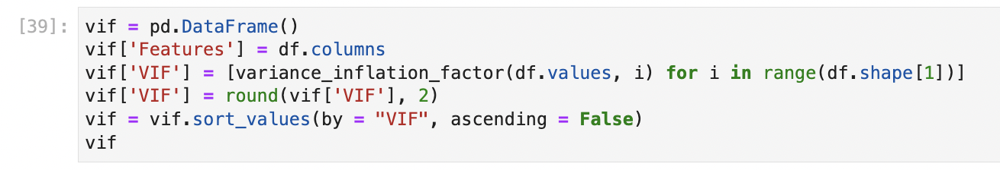 [39]: vif = pd.DataFrame()
vif['Features'] = df.columns
vif['VIF'] = [variance_inflation_factor(df.values, i) for i in range(df.shape[1])]
vif['VIF'] = round(vif['VIF'], 2)
vif = vif.sort_values(by = "VIF", ascending = False)
vif